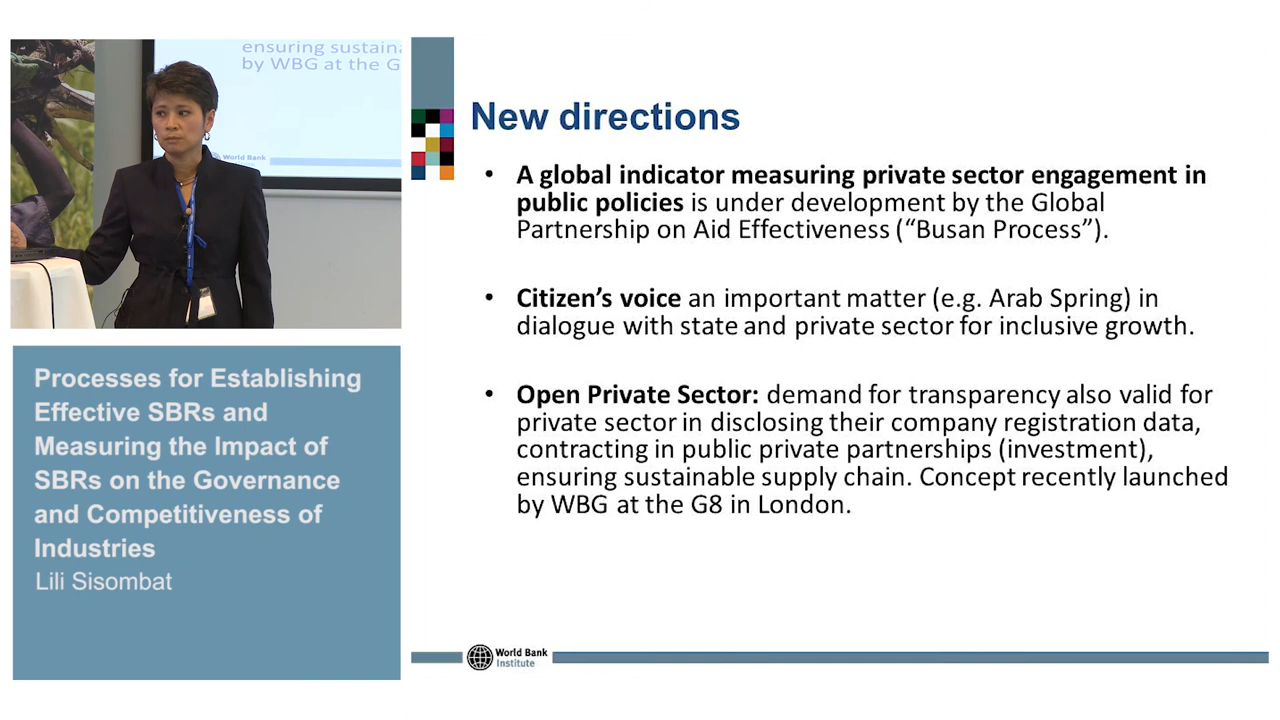 ensuring sustain
by WBG at the G
World Bank
Processes for Establishing
Effective SBRs and
Measuring the Impact of
SBRs on the Governance
and Competitiveness of
Industries
Lili Sisombat
New directions
• A global indicator measuring private sector engagement in
public policies is under development by the Global
Partnership on Aid Effectiveness (“Busan Process”).
• Citizen’s voice an important matter (e.g. Arab Spring) in
dialogue with state and private sector for inclusive growth.
• Open Private Sector: demand for transparency also valid for
private sector in disclosing their company registration data,
contracting in public private partnerships (investment),
ensuring sustainable supply chain. Concept recently launched
by WBG at the G8 in London.
World Bank
Institute